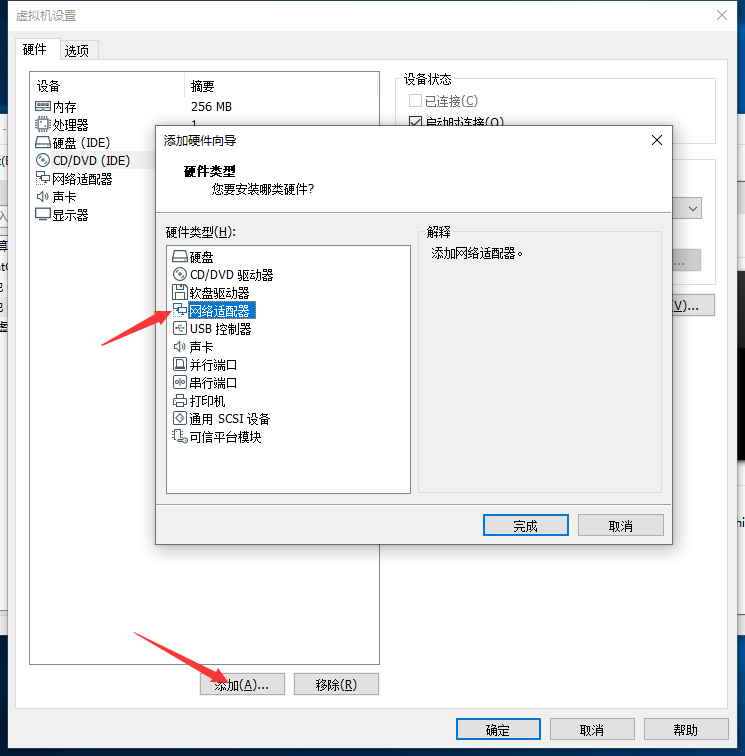 虚拟机设置
硬件 选项
设备 摘要
内存 256 MB
处理器 1
硬盘 (IDE)
CD/DVD (IDE)
网络适配器
声卡
显示器
设备状态
已连接(C)
启动时连接(O)
添加硬件向导
硬件类型
您要安装哪类硬件?
硬件类型(H):
硬盘
CD/DVD 驱动器
软盘驱动器
网络适配器
USB 控制器
声卡
并行端口
串行端口
打印机
通用 SCSI 设备
可信平台模块
解释
添加网络适配器。
完成 取消
(V)...
添加(A)... 移除(R)
确定 取消 帮助